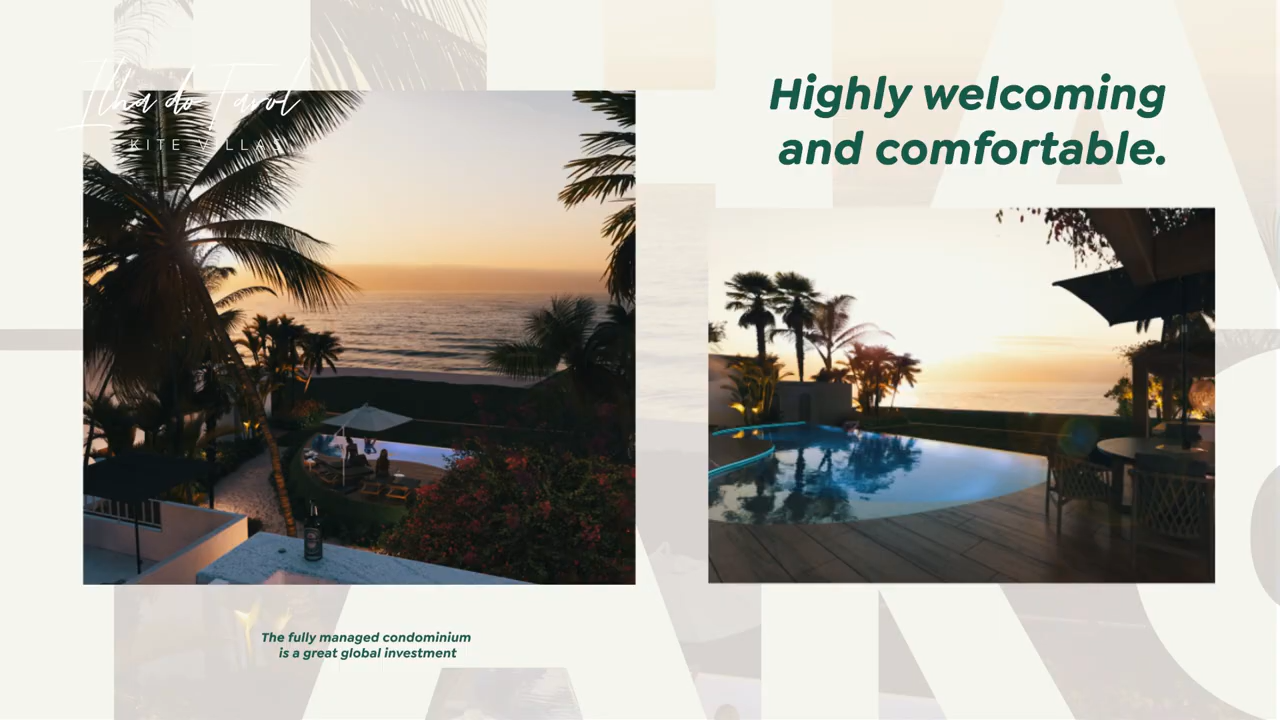 Ilha do Farol
KITE VILLAS
Highly welcoming
and comfortable.
The fully managed condominium
is a great global investment